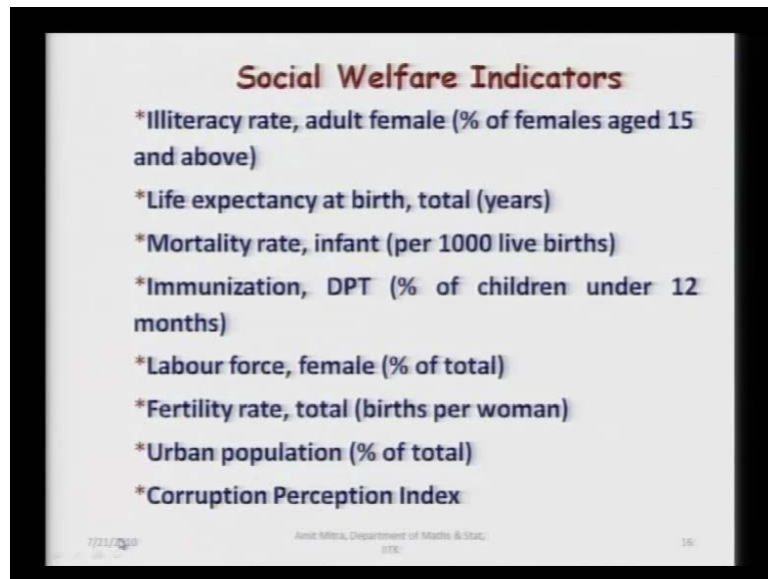 Social Welfare Indicators
*Illiteracy rate, adult female (% of females aged 15
and above)
*Life expectancy at birth, total (years)
*Mortality rate, infant (per 1000 live births)
*Immunization, DPT (% of children under 12
months)
*Labour force, female (% of total)
*Fertility rate, total (births per woman)
*Urban population (% of total)
*Corruption Perception Index
7/21/2010
Amit Mitra, Department of Maths & Stat,
IITK
16